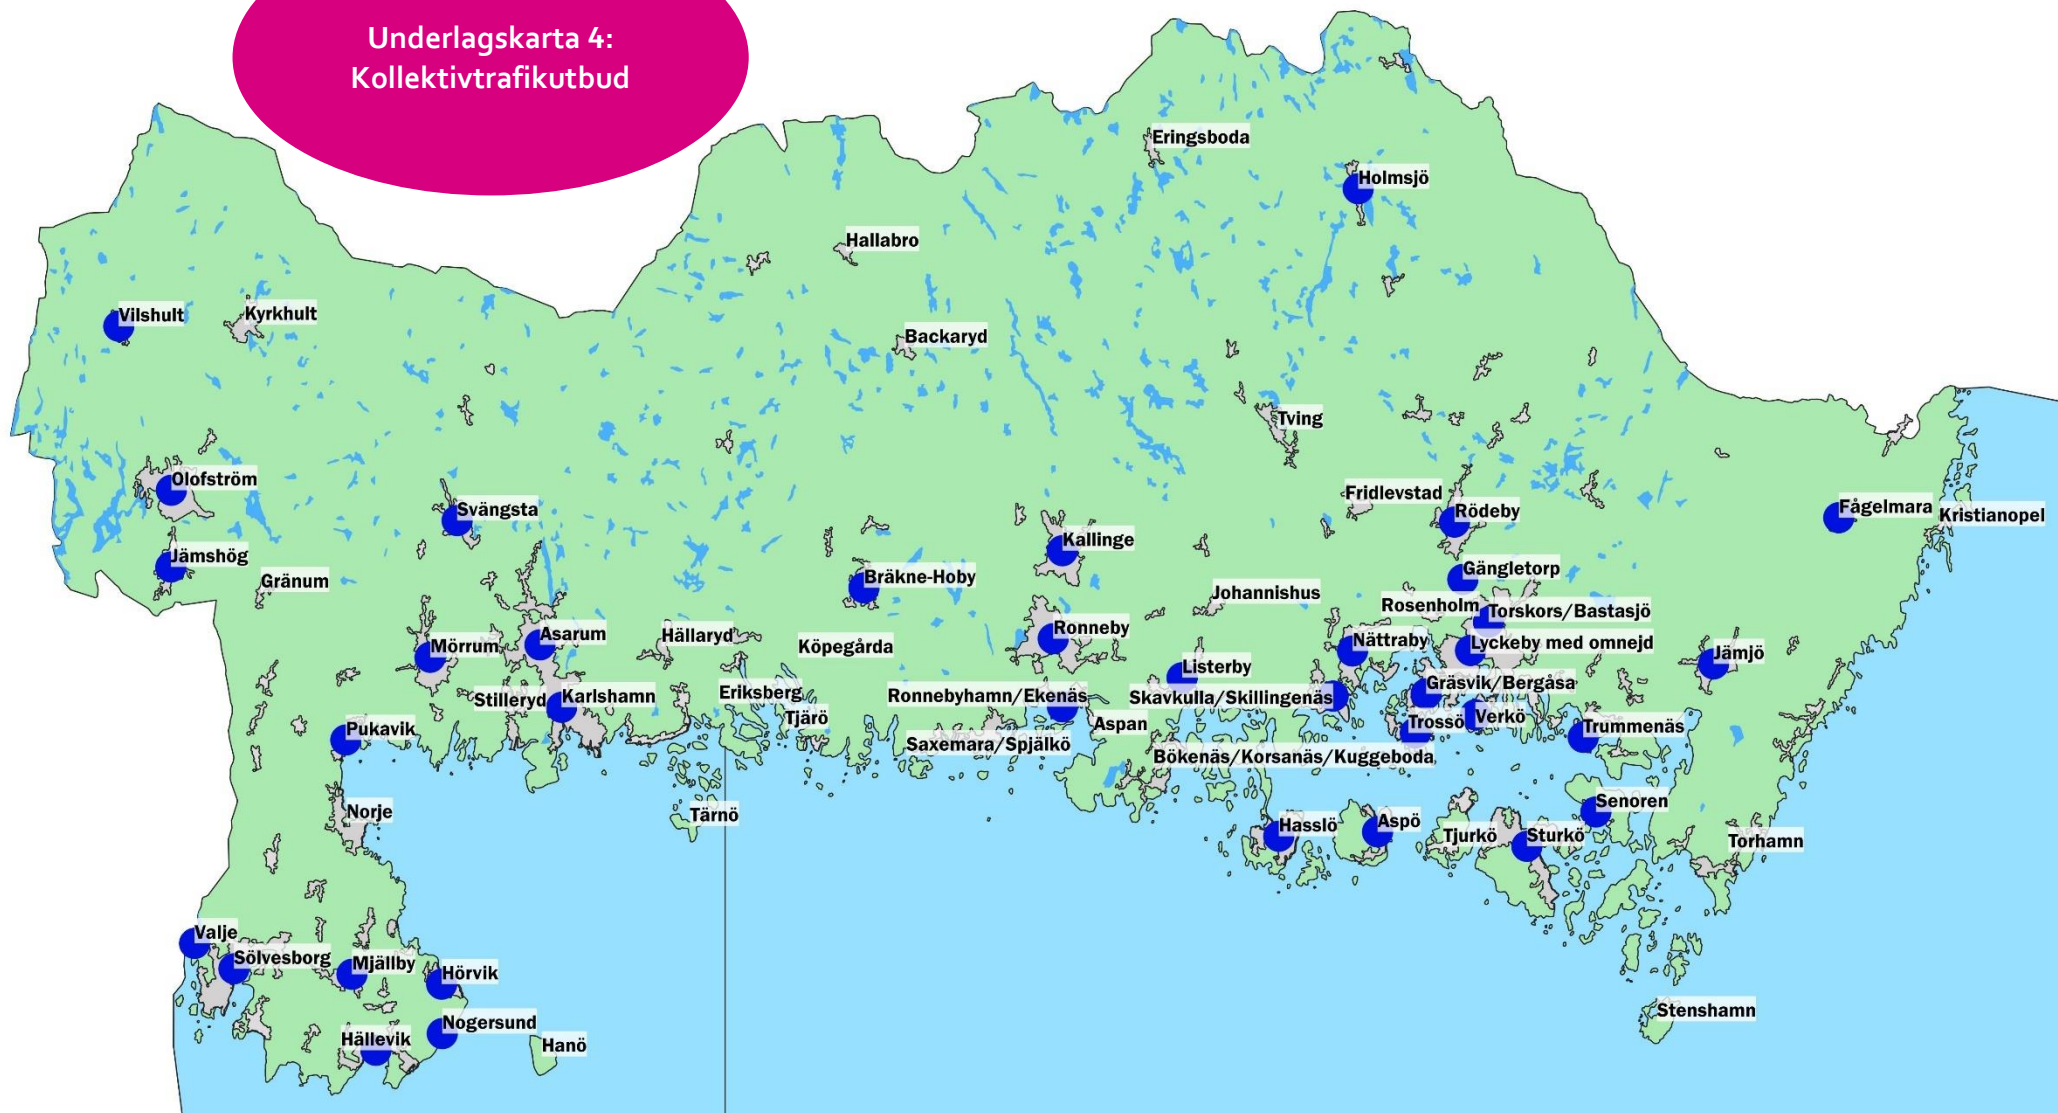 Underlagskarta 4:
Kollektivtrafikutbud
Eringsboda
Holmsjö
Hallabro
Vilshult
Kyrkhult
Backaryd
Tving
Olofström
Svängsta
Fridlevstad
Rödeby
Fågelmara
Kristianopel
Kallinge
Jämshög
Gränum
Bräkne-Hoby
Gängletorp
Johannishus
Rosenholm
Torskors/Bastasjö
Mörrum
Asarum
Hällaryd
Köpegårda
Ronneby
Nättraby
Lyckeby med omnejd
Jämjö
Listerby
Stilleryd
Karlshamn
Eriksberg
Ronnebyhamn/Ekenäs
Skavkulla/Skillingenäs
Gräsvik/Bergåsa
Tjärö
Aspan
Trossö
Verkö
Trummenäs
Pukavik
Saxemara/Spjälkö
Bökenäs/Korsanäs/Kuggeboda
Norje
Tärnö
Hasslö
Aspö
Tjurkö
Sturkö
Senoren
Torhamn
Valje
Sölvesborg
Mjällby
Hörvik
Nogersund
Hällevik
Hanö
Stenshamn